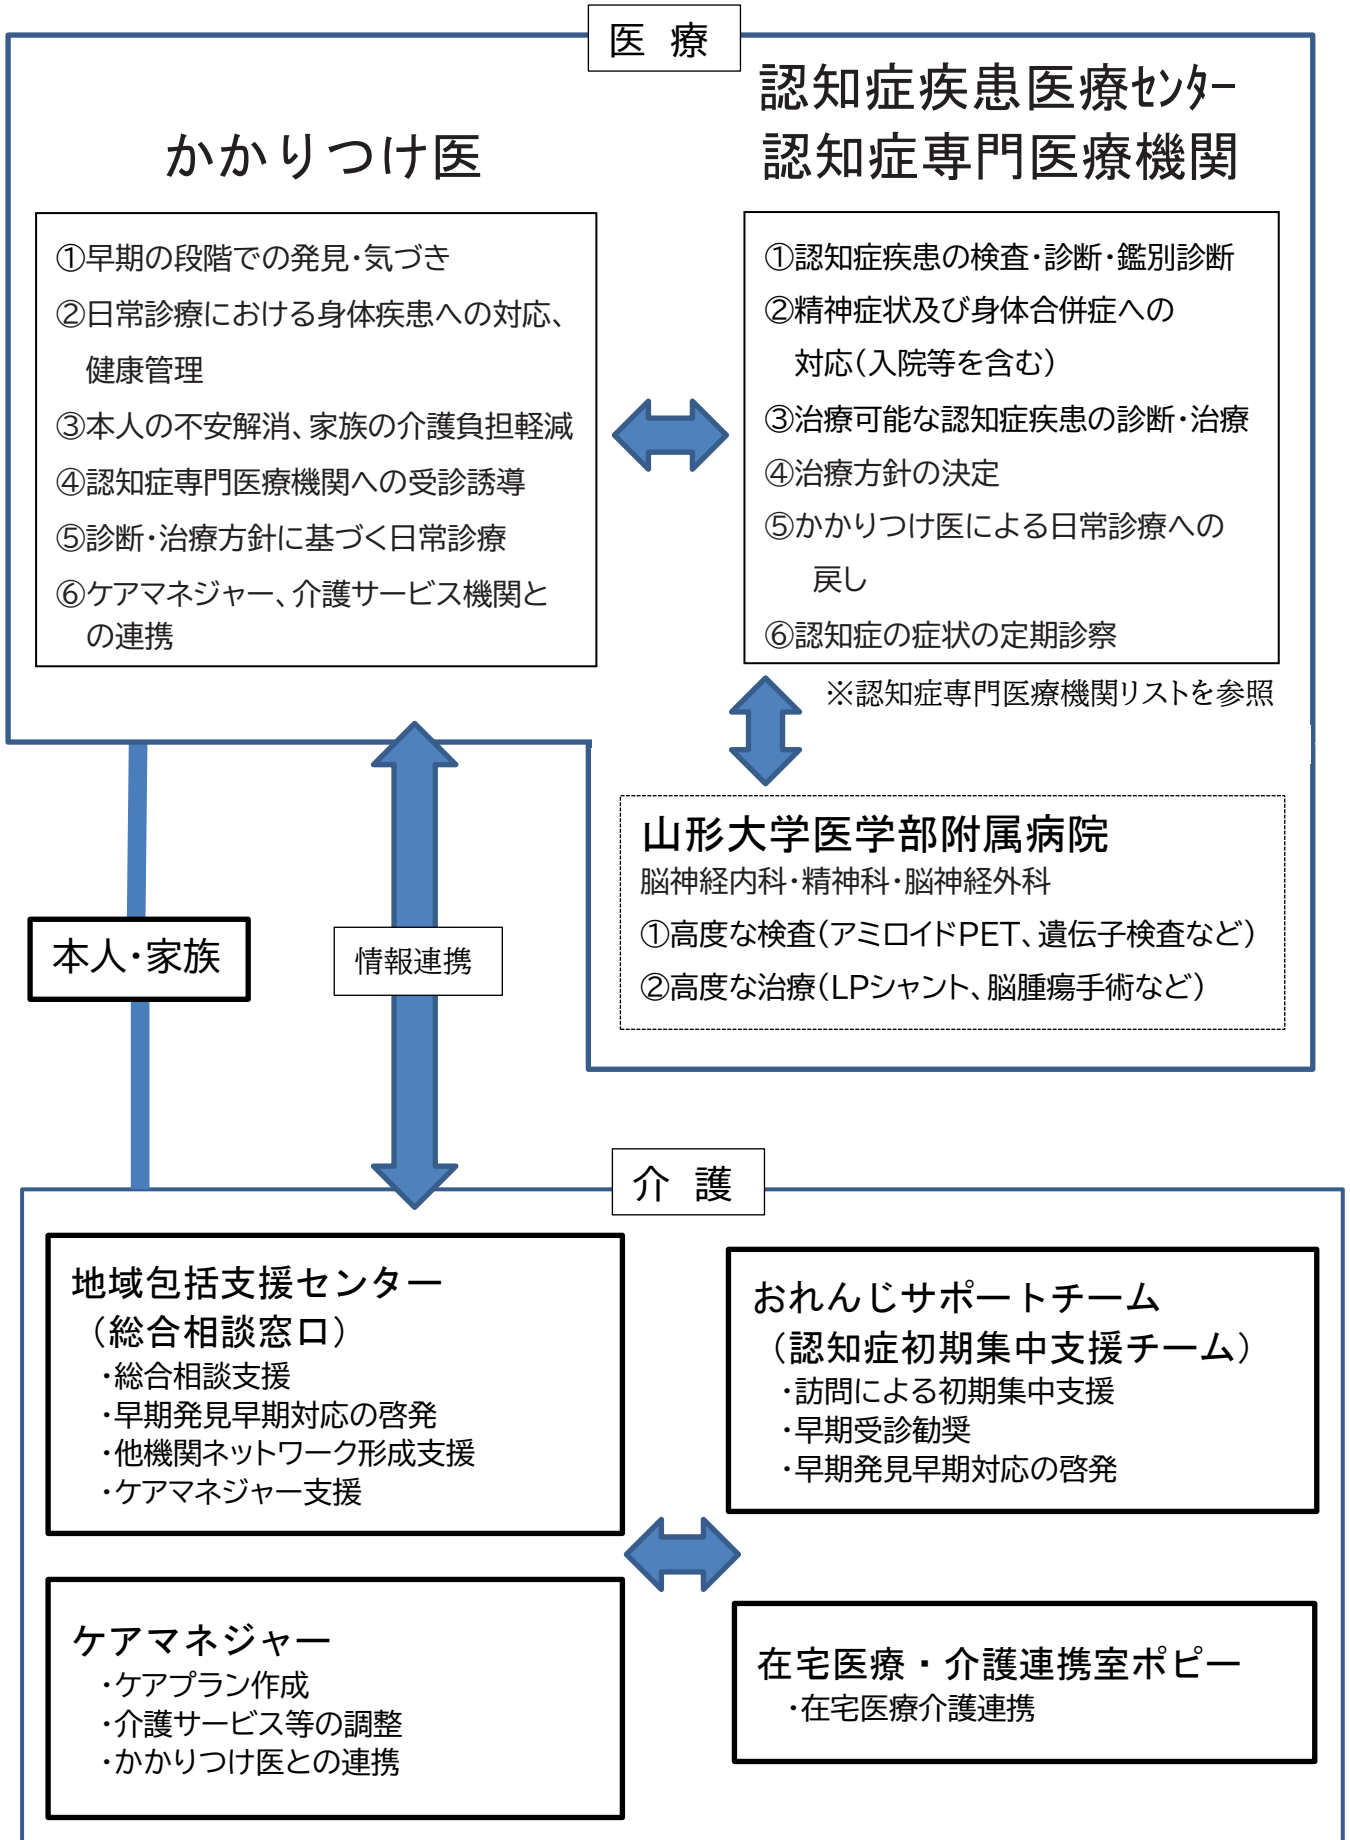 医 療
かかりつけ医
①早期の段階での発見・気づき
②日常診療における身体疾患への対応、
健康管理
③本人の不安解消、家族の介護負担軽減
④認知症専門医療機関への受診誘導
⑤診断・治療方針に基づく日常診療
⑥ケアマネジャー、介護サービス機関と
の連携
認知症疾患医療ｾﾝﾀｰ
認知症専門医療機関
①認知症疾患の検査・診断・鑑別診断
②精神症状及び身体合併症への
対応(入院等を含む)
③治療可能な認知症疾患の診断・治療
④治療方針の決定
⑤かかりつけ医による日常診療への
戻し
⑥認知症の症状の定期診察
※認知症専門医療機関リストを参照
山形大学医学部附属病院
脳神経内科・精神科・脳神経外科
①高度な検査(アミロイドPET、遺伝子検査など)
②高度な治療(LPシャント、脳腫瘍手術など)
本人・家族
情報連携
介 護
地域包括支援センター
（総合相談窓口）
・総合相談支援
・早期発見早期対応の啓発
・他機関ネットワーク形成支援
・ケアマネジャー支援
おれんじサポートチーム
（認知症初期集中支援チーム）
・訪問による初期集中支援
・早期受診勧奨
・早期発見早期対応の啓発
ケアマネジャー
・ケアプラン作成
・介護サービス等の調整
・かかりつけ医との連携
在宅医療・介護連携室ポピー
・在宅医療介護連携